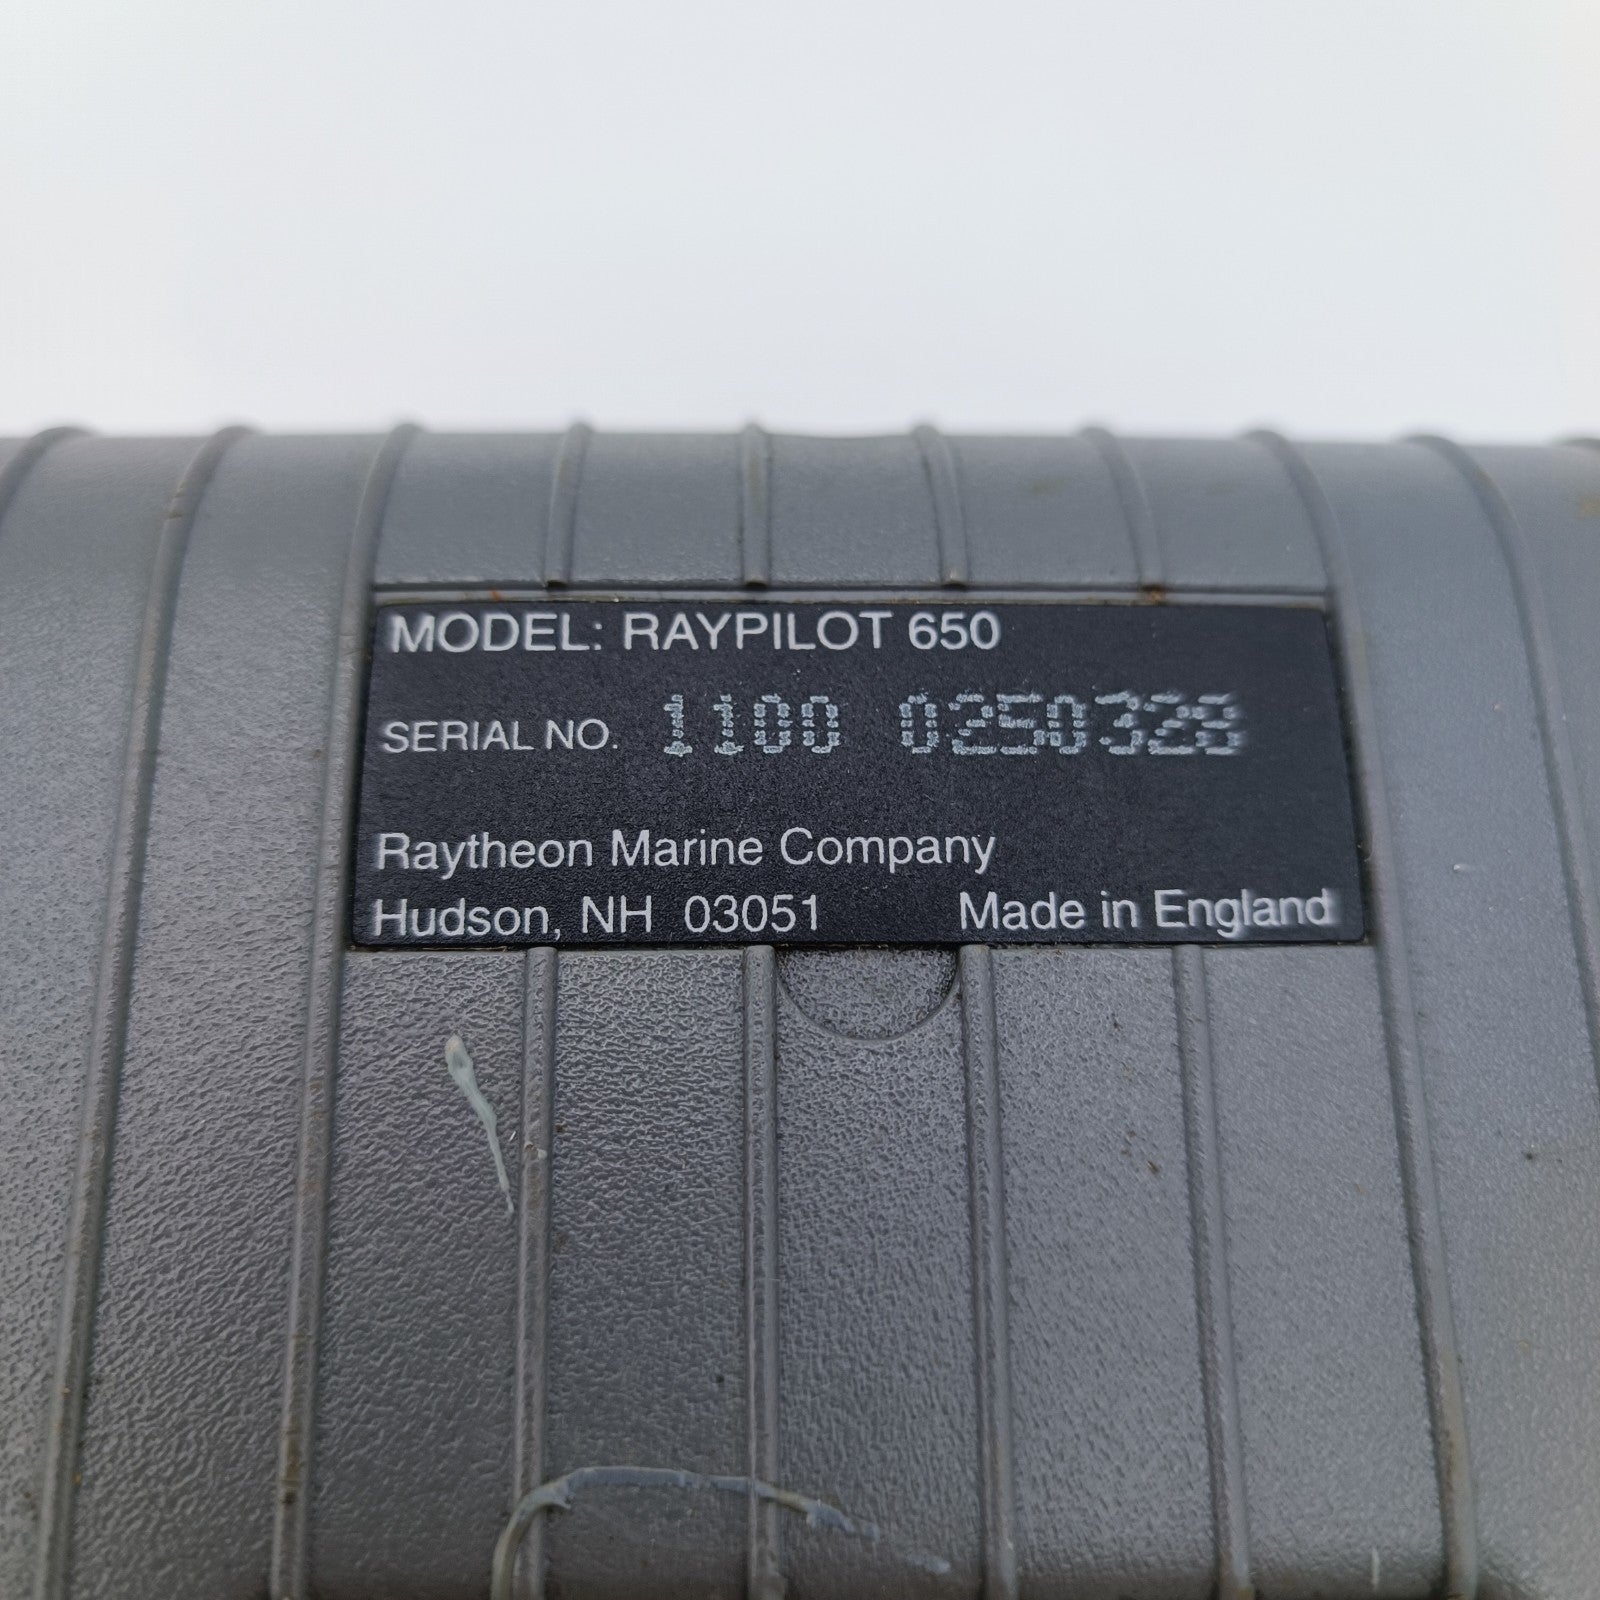 MODEL: RAYPILOT 650
SERIAL NO. 1100 0250328
Raytheon Marine Company
Hudson, NH 03051 Made in England